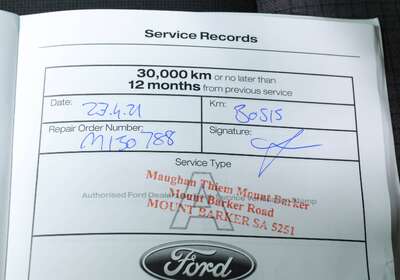 Service Records
30,000 km or no later than
12 months from previous service
Date: 23.4.21 Km: 30515
Repair Order Number: M130788 Signature:
Service Type
A
Maughan Thiem Mount Barker
Authorised Ford Dealer
Mount Barker Road
MOUNT BARKER SA 5251
Ford